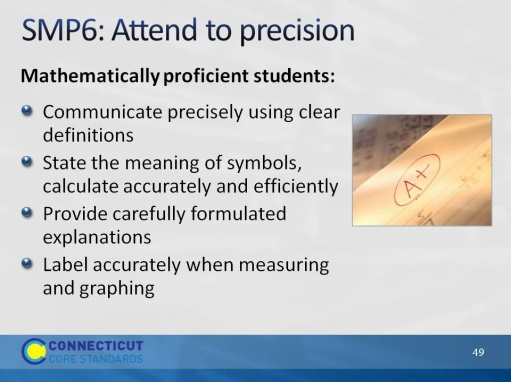 SMP6: Attend to precision
Mathematically proficient students:
Communicate precisely using clear
definitions
State the meaning of symbols,
calculate accurately and efficiently
Provide carefully formulated
explanations
Label accurately when measuring
and graphing
A+
CONNECTICUT
CORE STANDARDS
49